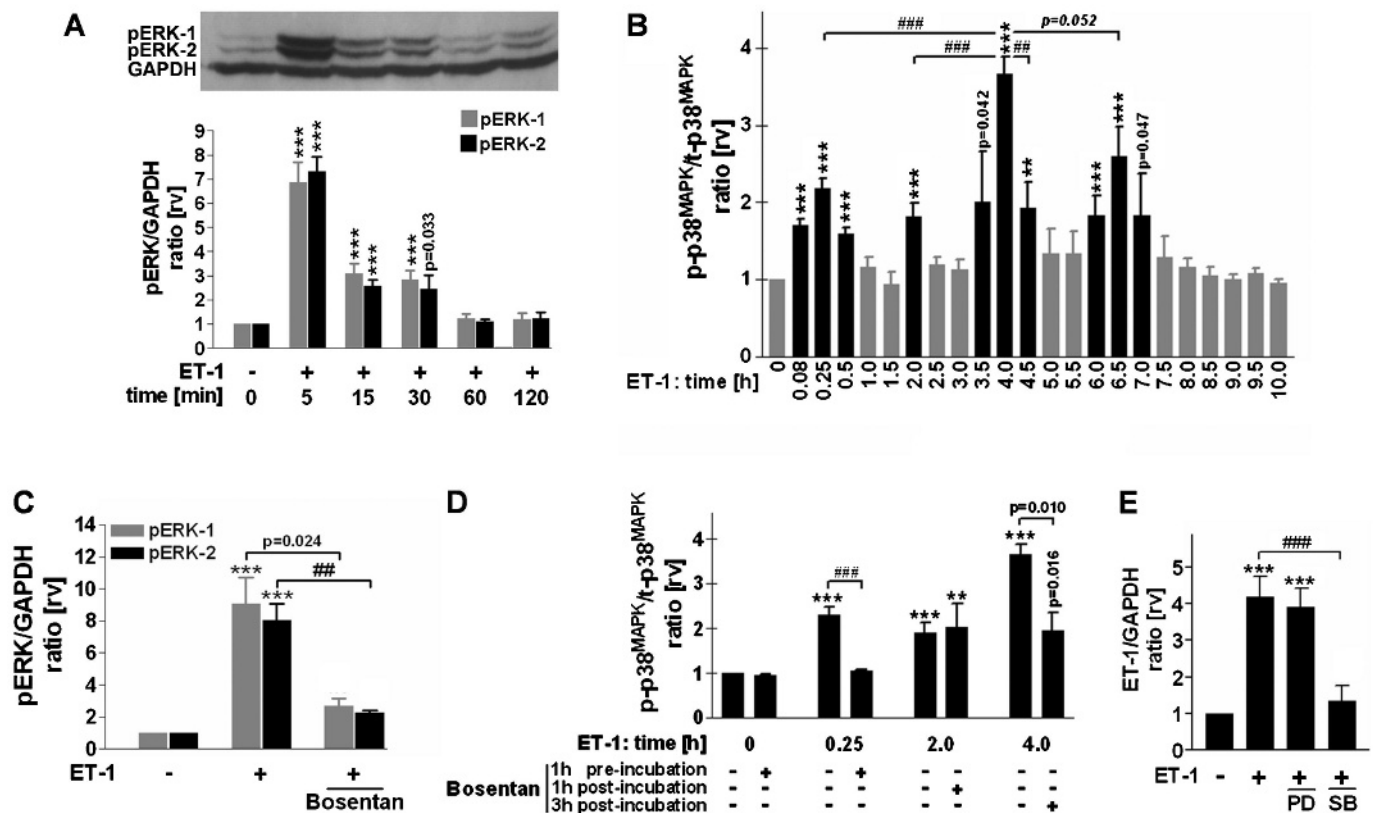 A
pERK-1
pERK-2
GAPDH
pERK-1
pERK-2
pERK/GAPDH
ratio [rv]
9
8
7
6
5
4
3
2
1
0
*** ***
*** ***
*** p=0.033
ET-1 - + + + + +
time [min] 0 5 15 30 60 120
B
p-p38MAPK/t-p38MAPK
ratio [rv]
4
3
2
1
0
### p=0.052
### ##
*** *** *** *** p=0.042 *** ** *** *** p=0.047
ET-1: time [h] 0 0.08 0.25 0.5 1.0 1.5 2.0 2.5 3.0 3.5 4.0 4.5 5.0 5.5 6.0 6.5 7.0 7.5 8.0 8.5 9.0 9.5 10.0
C
pERK-1
pERK-2
pERK/GAPDH
ratio [rv]
14
12
10
8
6
4
2
0
p=0.024
##
*** ***
ET-1 - + +
Bosentan
D
p-p38MAPK/t-p38MAPK
ratio [rv]
4
3
2
1
0
p=0.010
###
*** *** ** *** p=0.016
ET-1: time [h] 0 0.25 2.0 4.0
Bosentan
1h pre-incubation - + - + - - - -
1h post-incubation - - - - - + - -
3h post-incubation - - - - - - - +
E
ET-1/GAPDH
ratio [rv]
5
4
3
2
1
0
###
*** ***
ET-1 - + + +
PD SB